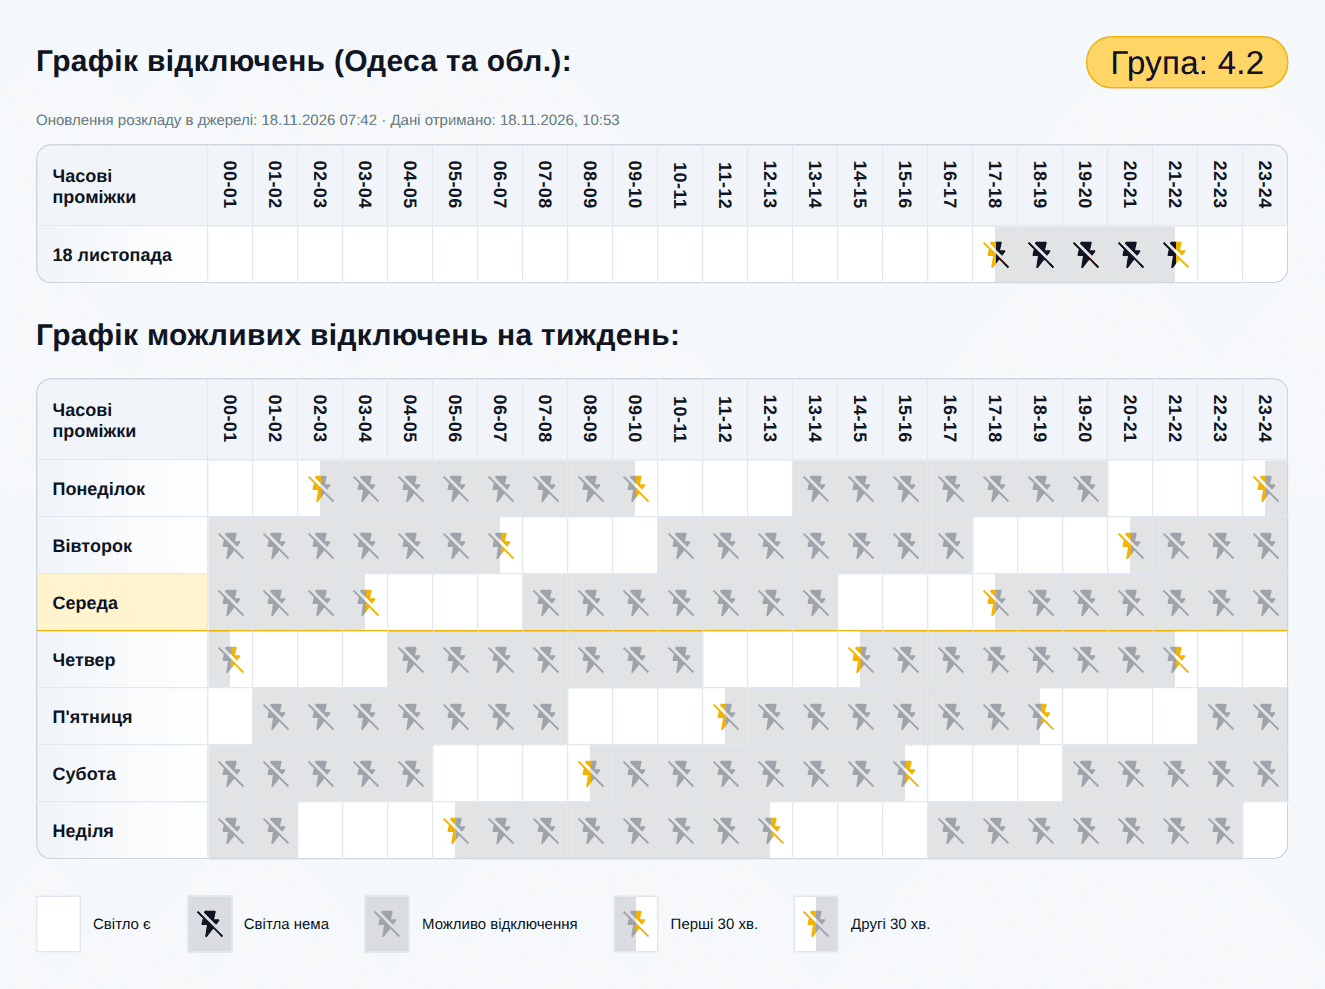 Графік відключень (Одеса та обл.):
Група: 4.2
Оновлення розкладу в джерелі: 18.11.2026 07:42 · Дані отримано: 18.11.2026, 10:53
Часові проміжки 00-01 01-02 02-03 03-04 04-05 05-06 06-07 07-08 08-09 09-10 10-11 11-12 12-13 13-14 14-15 15-16 16-17 17-18 18-19 19-20 20-21 21-22 22-23 23-24
18 листопада
Графік можливих відключень на тиждень:
Часові проміжки 00-01 01-02 02-03 03-04 04-05 05-06 06-07 07-08 08-09 09-10 10-11 11-12 12-13 13-14 14-15 15-16 16-17 17-18 18-19 19-20 20-21 21-22 22-23 23-24
Понеділок
Вівторок
Середа
Четвер
П'ятниця
Субота
Неділя
Світло є Світла нема Можливо відключення Перші 30 хв. Другі 30 хв.